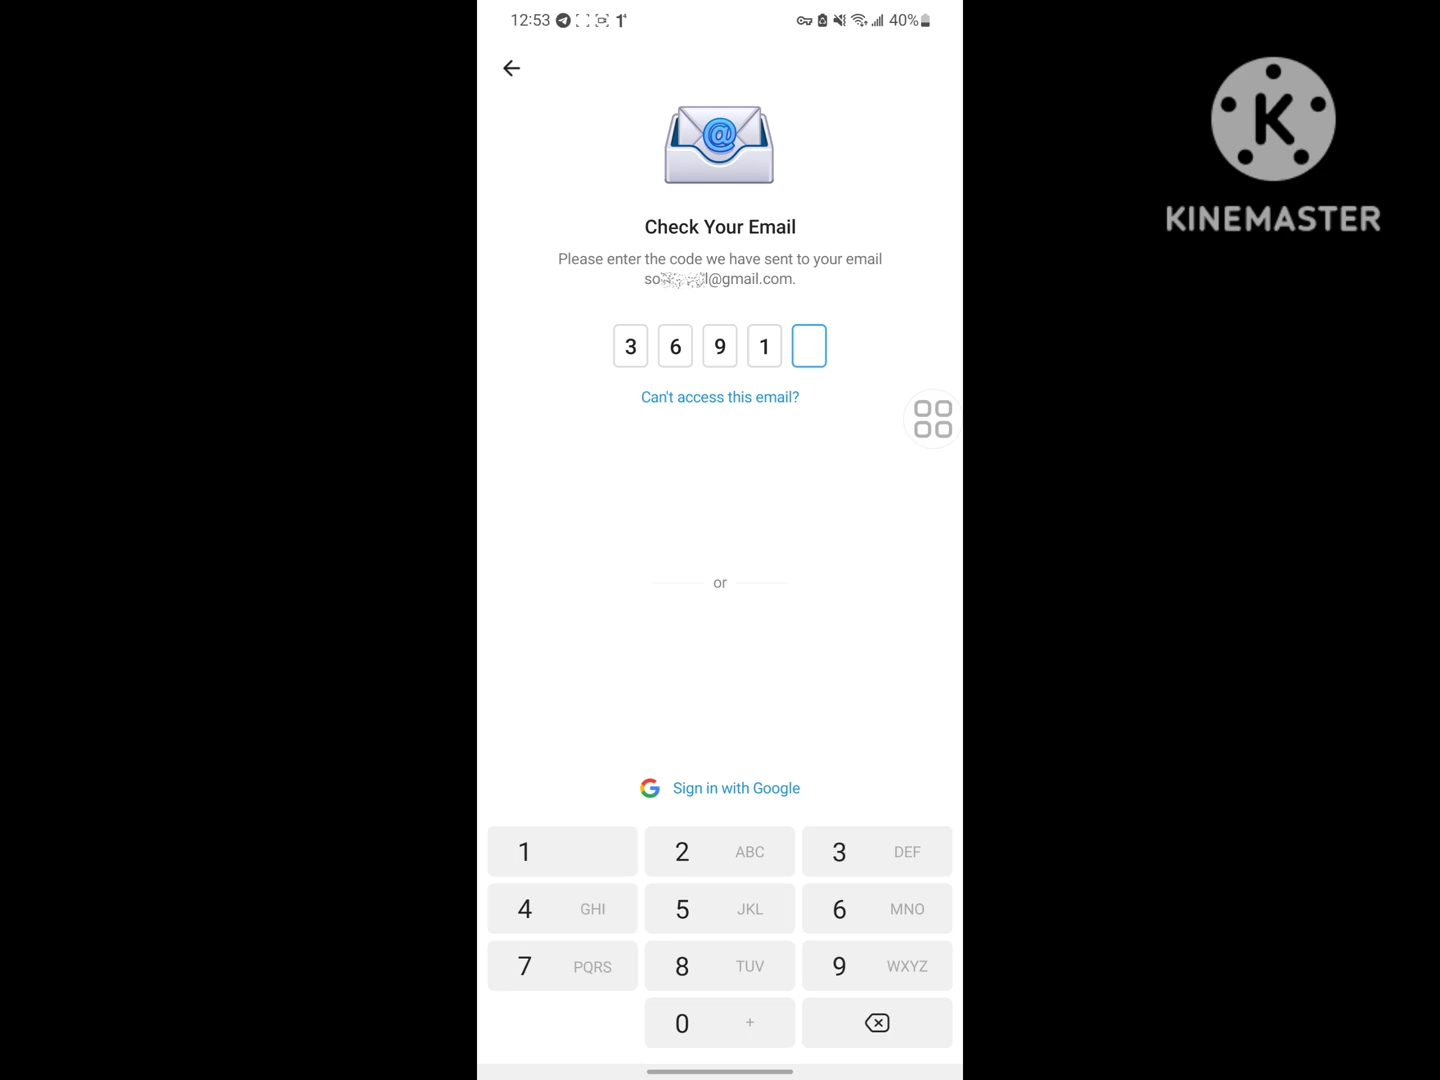 12:53 40%
K
KINEMASTER
Check Your Email
Please enter the code we have sent to your email
so l@gmail.com.
3 6 9 1
Can't access this email?
or
Sign in with Google
1 2 ABC 3 DEF
4 GHI 5 JKL 6 MNO
7 PQRS 8 TUV 9 WXYZ
0 +